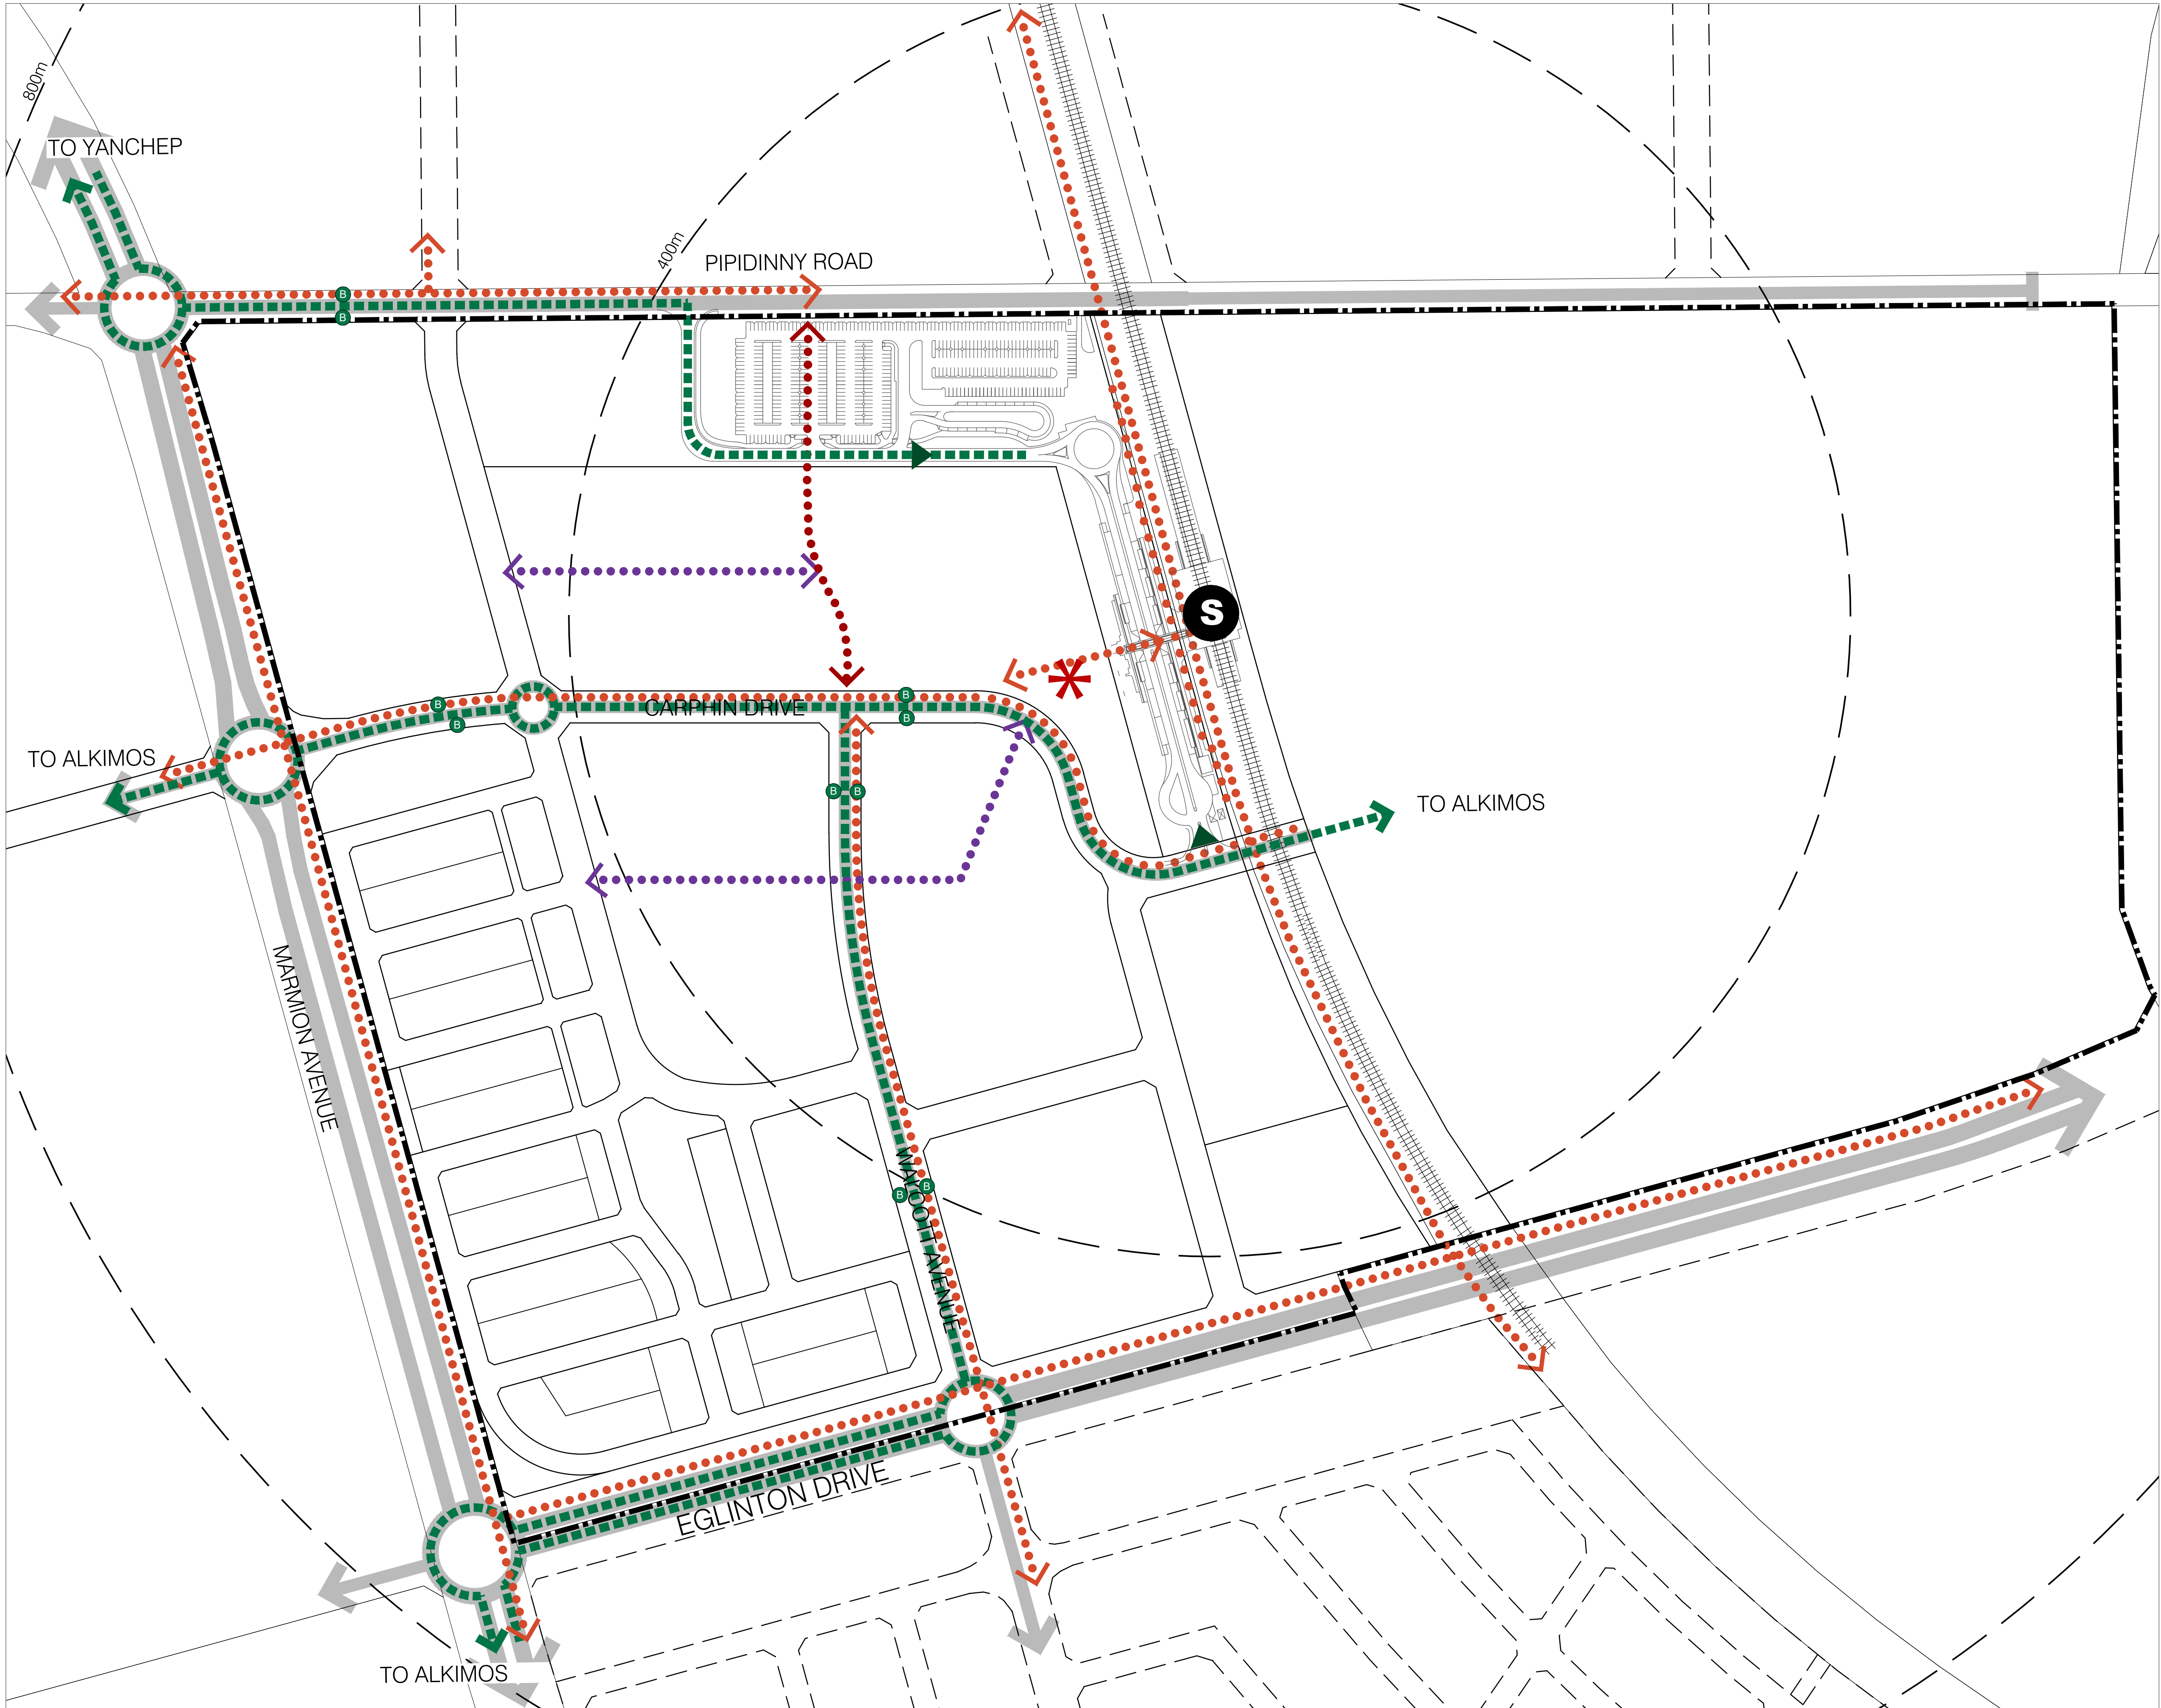 800m
TO YANCHEP
400m
PIPIDINNY ROAD
B
B
S
B
B
B
B
CARPHIN DRIVE
TO ALKIMOS
B
B
TO ALKIMOS
MARMION AVENUE
B
B
MAYCOTT AVENUE
EGLINTON DRIVE
TO ALKIMOS